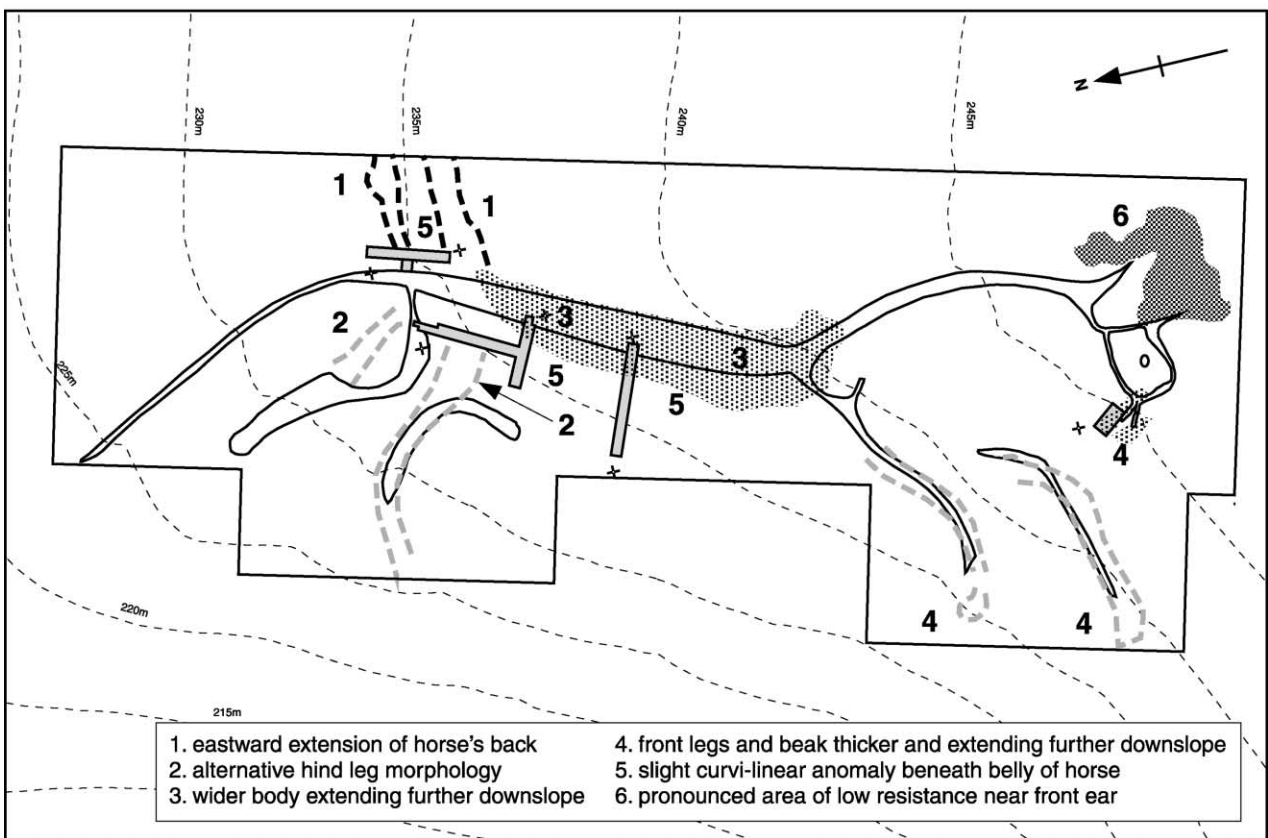 N
230m
235m
240m
245m
1
1
5
6
2
3
3
225m
5
5
2
4
220m
4
4
215m
1. eastward extension of horse's back
2. alternative hind leg morphology
3. wider body extending further downslope
4. front legs and beak thicker and extending further downslope
5. slight curvi-linear anomaly beneath belly of horse
6. pronounced area of low resistance near front ear